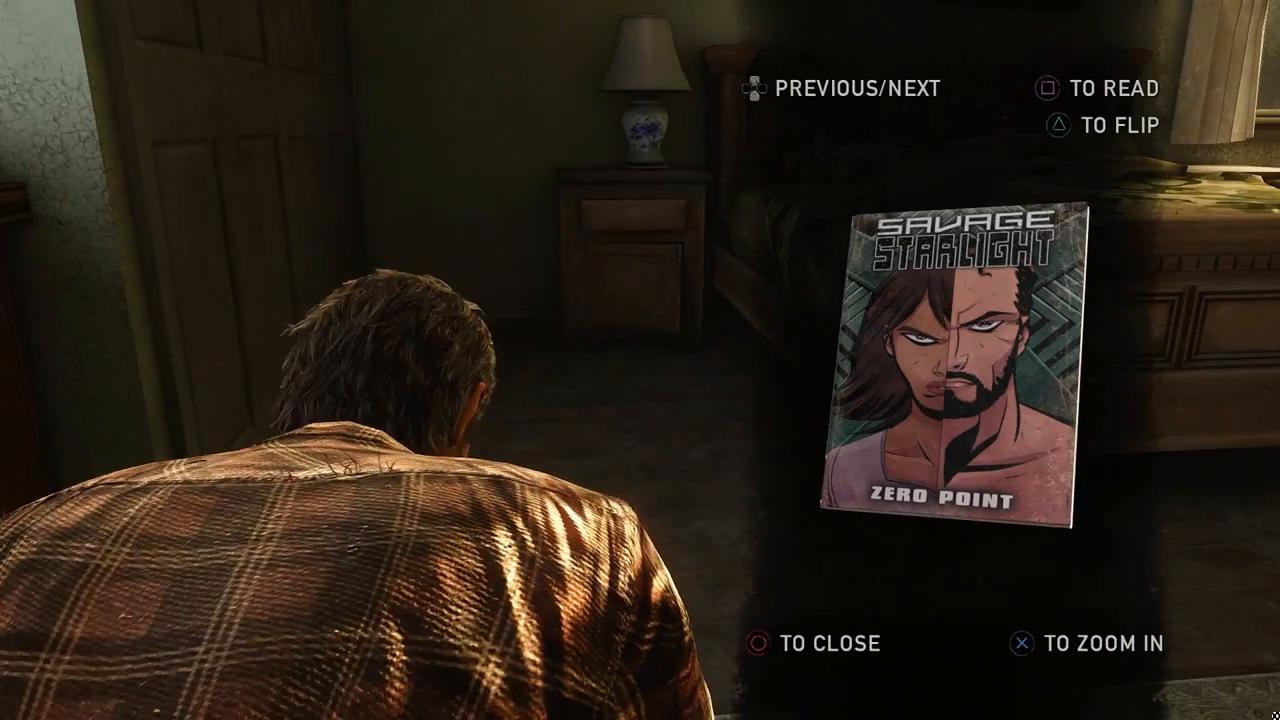 PREVIOUS/NEXT
TO READ
TO FLIP
SAVAGE
STARLIGHT
ZERO POINT
TO CLOSE
TO ZOOM IN